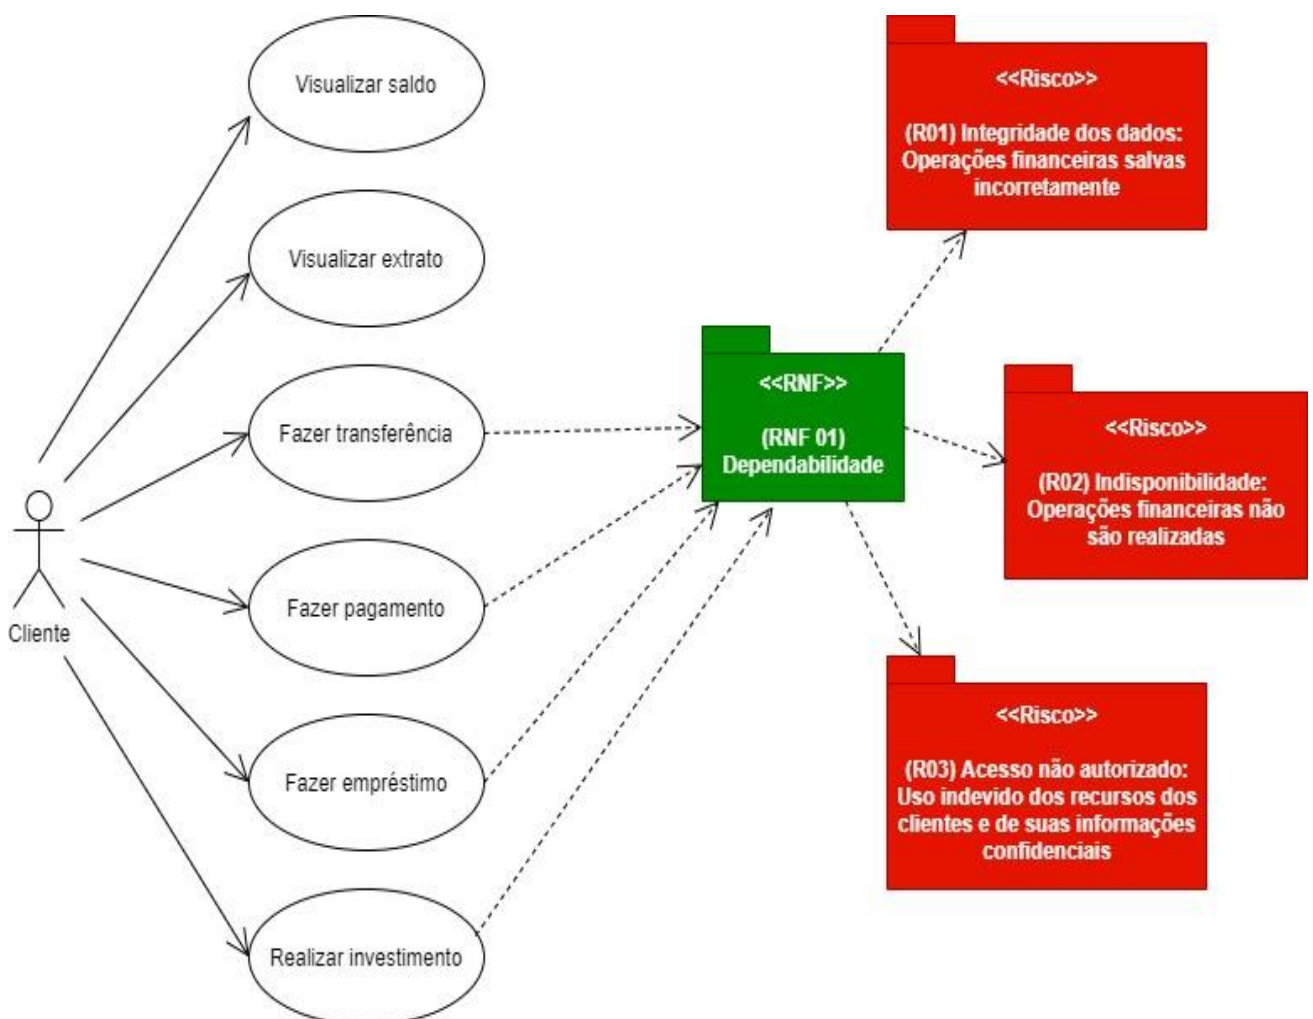 Visualizar saldo
Visualizar extrato
Fazer transferência
Fazer pagamento
Fazer empréstimo
Realizar investimento
Cliente
<<RNF>>
(RNF 01)
Dependabilidade
<<Risco>>
(R01) Integridade dos dados:
Operações financeiras salvas
incorretamente
<<Risco>>
(R02) Indisponibilidade:
Operações financeiras não
são realizadas
<<Risco>>
(R03) Acesso não autorizado:
Uso indevido dos recursos dos
clientes e de suas informações
confidenciais